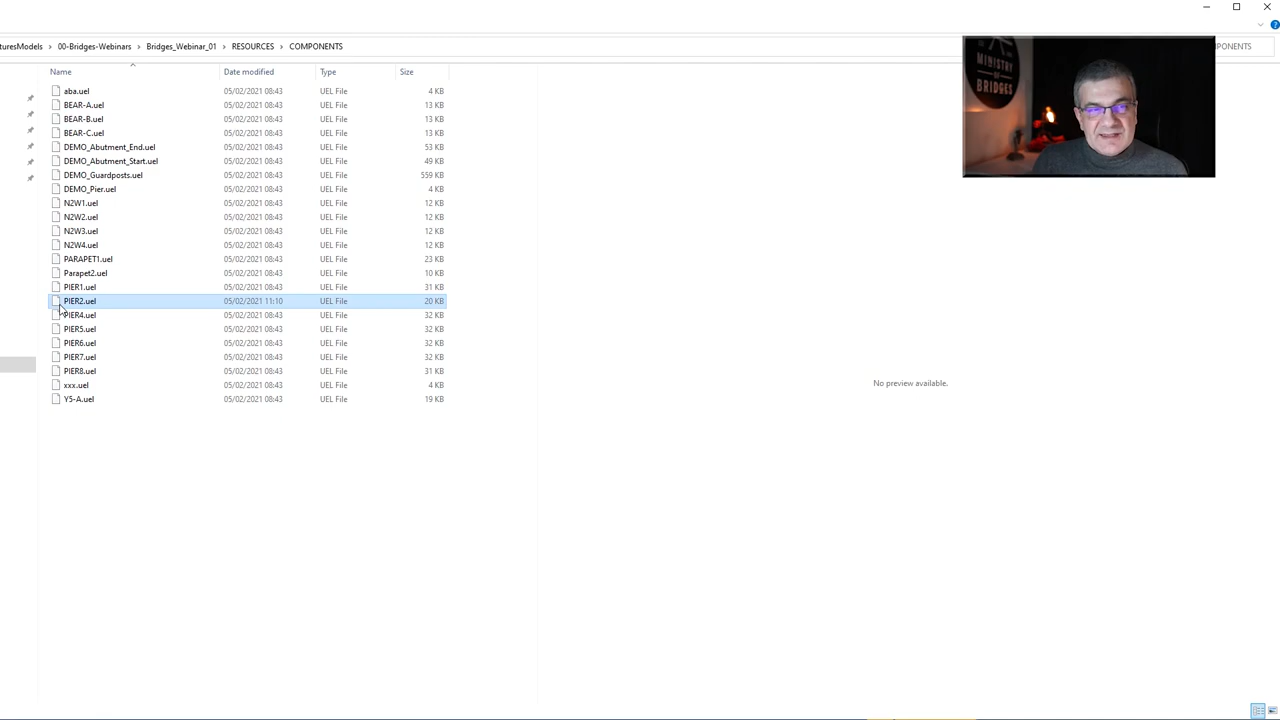 turesModels > 00-Bridges-Webinars > Bridges_Webinar_01 > RESOURCES > COMPONENTS
PONENTS
MINISTRY
OF
BRIDGES
Name Date modified Type Size
aba.uel 05/02/2021 08:43 UEL File 4 KB
BEAR-A.uel 05/02/2021 08:43 UEL File 13 KB
BEAR-B.uel 05/02/2021 08:43 UEL File 13 KB
BEAR-C.uel 05/02/2021 08:43 UEL File 13 KB
DEMO_Abutment_End.uel 05/02/2021 08:43 UEL File 53 KB
DEMO_Abutment_Start.uel 05/02/2021 08:43 UEL File 49 KB
DEMO_Guardposts.uel 05/02/2021 08:43 UEL File 559 KB
DEMO_Pier.uel 05/02/2021 08:43 UEL File 4 KB
N2W1.uel 05/02/2021 08:43 UEL File 12 KB
N2W2.uel 05/02/2021 08:43 UEL File 12 KB
N2W3.uel 05/02/2021 08:43 UEL File 12 KB
N2W4.uel 05/02/2021 08:43 UEL File 12 KB
PARAPET1.uel 05/02/2021 08:43 UEL File 23 KB
Parapet2.uel 05/02/2021 08:43 UEL File 10 KB
PIER1.uel 05/02/2021 08:43 UEL File 31 KB
PIER2.uel 05/02/2021 11:10 UEL File 20 KB
PIER4.uel 05/02/2021 08:43 UEL File 32 KB
PIER5.uel 05/02/2021 08:43 UEL File 32 KB
PIER6.uel 05/02/2021 08:43 UEL File 32 KB
PIER7.uel 05/02/2021 08:43 UEL File 32 KB
PIER8.uel 05/02/2021 08:43 UEL File 31 KB
xxx.uel 05/02/2021 08:43 UEL File 4 KB
Y5-A.uel 05/02/2021 08:43 UEL File 19 KB
No preview available.